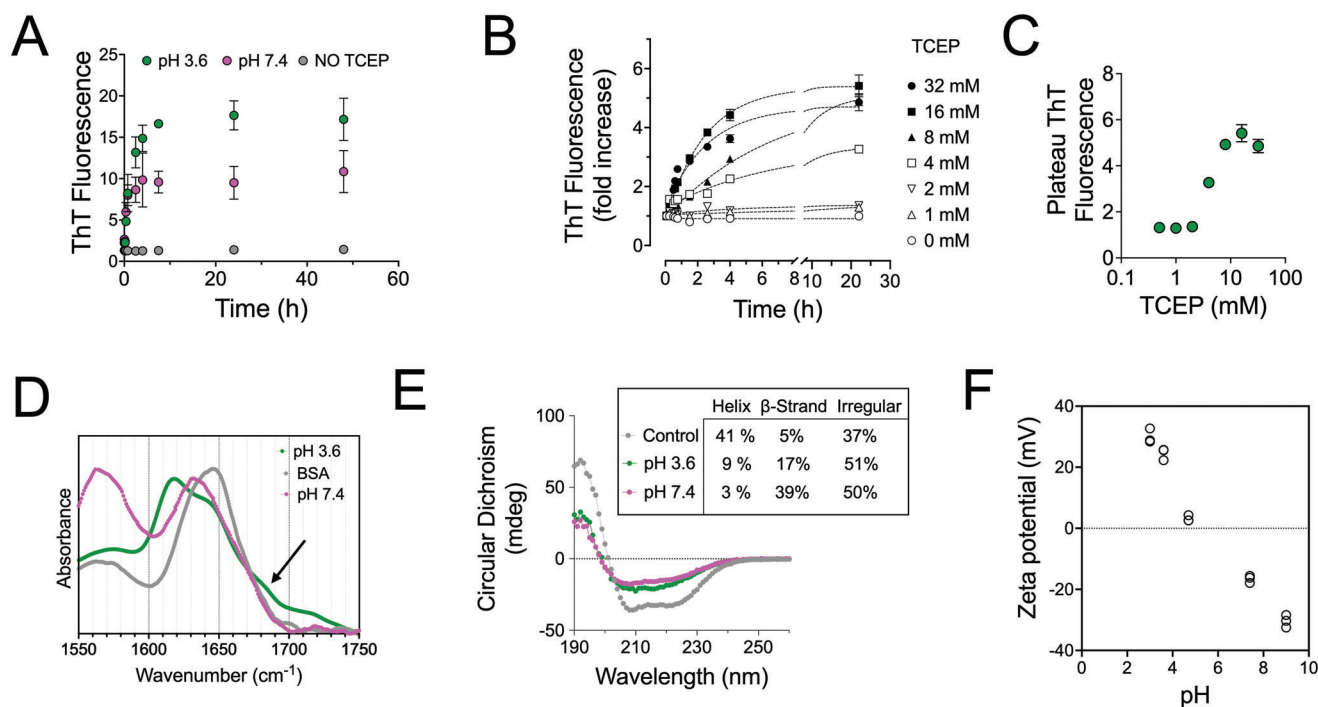 A
pH 3.6 pH 7.4 NO TCEP
ThT Fluorescence
25
20
15
10
5
0
0 20 40 60
Time (h)
B
ThT Fluorescence
(fold increase)
6
4
2
0
0 2 4 6 8 10 20 30
Time (h)
TCEP
32 mM
16 mM
8 mM
4 mM
2 mM
1 mM
0 mM
C
Plateau ThT
Fluorescence
8
6
4
2
0
0.1 1 10 100
TCEP (mM)
D
pH 3.6
BSA
pH 7.4
Absorbance
1550 1600 1650 1700 1750
Wavenumber (cm⁻¹)
E
Circular Dichroism
(mdeg)
100
50
0
-50
190 210 230 250
Wavelength (nm)
Helix β-Strand Irregular
Control 41 % 5% 37%
pH 3.6 9 % 17% 51%
pH 7.4 3 % 39% 50%
F
Zeta potential (mV)
40
20
0
-20
-40
0 2 4 6 8 10
pH